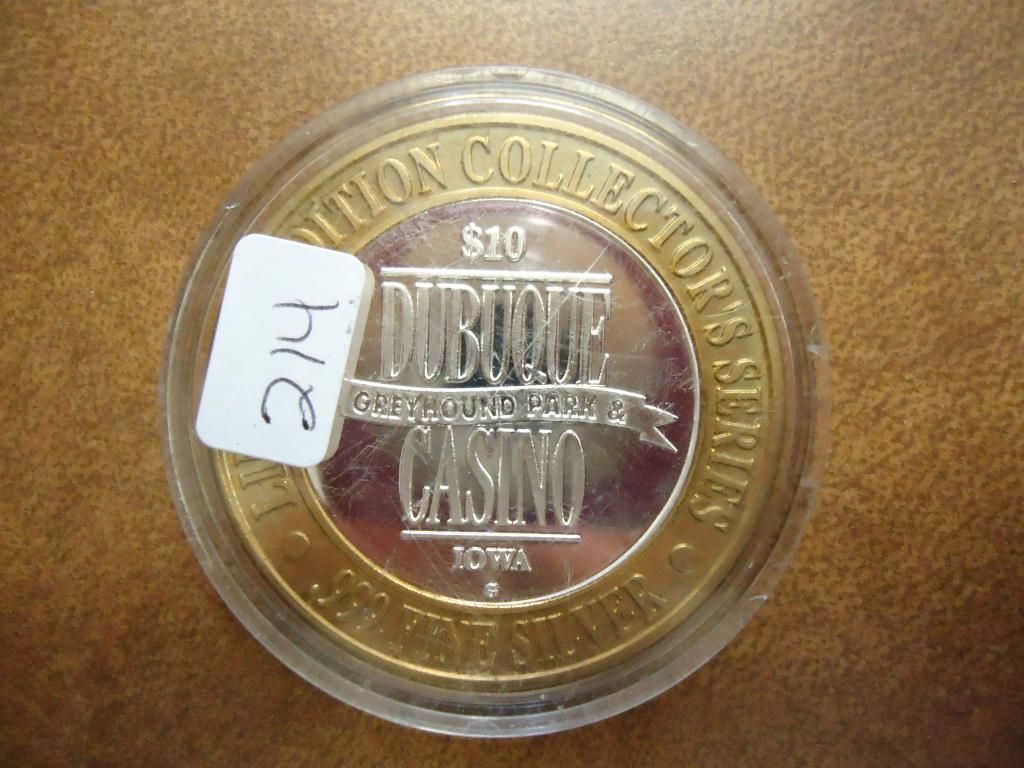 DITION COLLECTOR'S SERIES
$10
DUBUQUE
GREYHOUND PARK &
CASINO
IOWA
G
.999 FINE SILVER
214